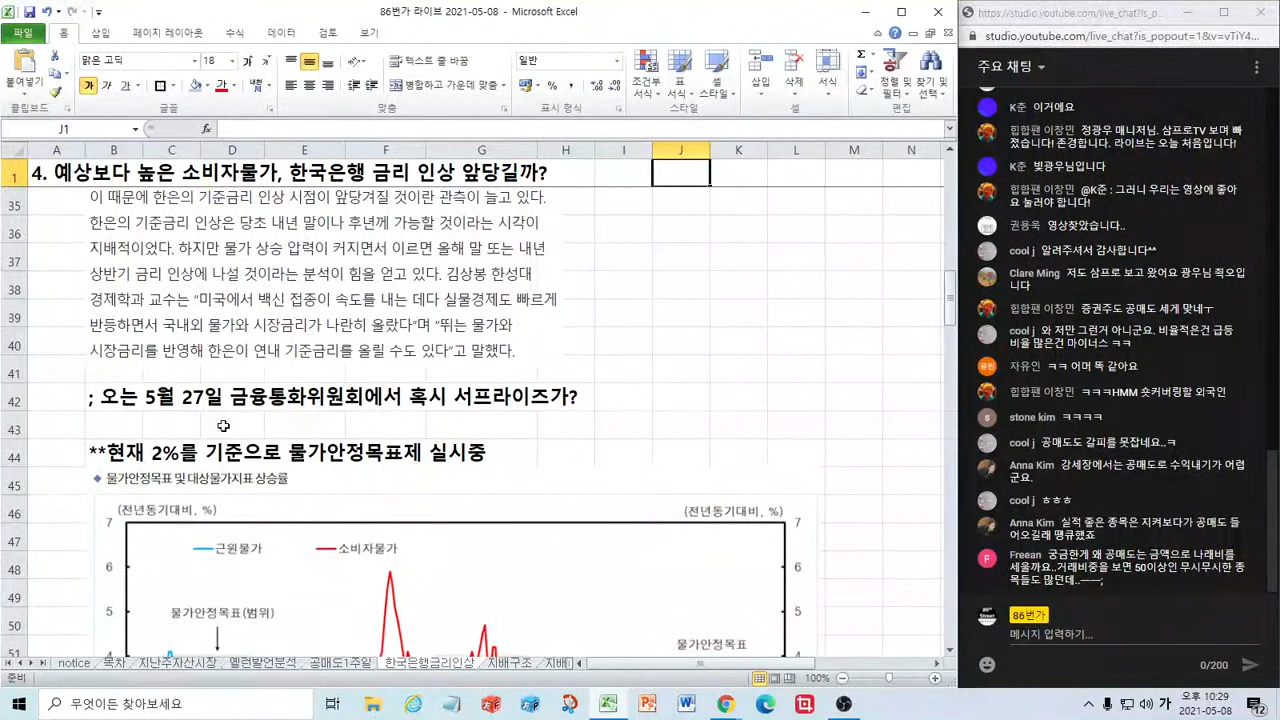 86번가 라이브 2021-05-08 - Microsoft Excel
파일 홈 삽입 페이지 레이아웃 수식 데이터 검토 보기
붙여넣기
맑은 고딕 18
텍스트 줄 바꿈
병합하고 가운데 맞춤
일반
조건부 서식 표 서식 셀 스타일
삽입 삭제 서식
정렬 및 필터 찾기 및 선택
클립보드 글꼴 맞춤 표시 형식 스타일 셀 편집
J1 fx
A B C D E F G H I J K L M N
1 4. 예상보다 높은 소비자물가, 한국은행 금리 인상 앞당길까?
35 이 때문에 한은의 기준금리 인상 시점이 앞당겨질 것이란 관측이 늘고 있다.
36 한은의 기준금리 인상은 당초 내년 말이나 후년께 가능할 것이라는 시각이
37 지배적이었다. 하지만 물가 상승 압력이 커지면서 이르면 올해 말 또는 내년
38 상반기 금리 인상에 나설 것이라는 분석이 힘을 얻고 있다. 김상봉 한성대
39 경제학과 교수는 “미국에서 백신 접종이 속도를 내는 데다 실물경제도 빠르게
40 반등하면서 국내외 물가와 시장금리가 나란히 올랐다”며 “뛰는 물가와
41 시장금리를 반영해 한은이 연내 기준금리를 올릴 수도 있다”고 말했다.
42 ; 오는 5월 27일 금융통화위원회에서 혹시 서프라이즈가?
43
44 **현재 2%를 기준으로 물가안정목표제 실시중
45 물가안정목표 및 대상물가지표 상승률
46 (전년동기대비, %) (전년동기대비, %)
47 7 7
48 근원물가 소비자물가
49 6 6
50 물가안정목표(범위) 5 5
51 물가안정목표
4 4
notice 목차 지난주자산시장 옐런발언분석 공매도1주일 한국은행금리인상 지배구조 지배
준비 100%
https://studio.youtube.com/live_chat?is_p
studio.youtube.com/live_chat?is_popout=1&v=vTiY4...
주요 채팅
K준 이거에요
힙합팬 이창민 정광우 매니저님. 삼프로TV 보며 빠
졌습니다! 존경합니다. 라이브는 오늘 처음입니다!
K준 빛광우님입니다
힙합팬 이창민 @K준 : 그러니 우리는 영상에 좋아
요 눌러야 합니다!
권용욱 영상찾았습니다..
cool j 알려주셔서 감사합니다^^
Clare Ming 저도 삼프로 보고 왔어요 광우님 최오입
니다
힙합팬 이창민 증권주도 공매도 세게 맞네ㅜ
cool j 와 저만 그런거 아니군요. 비율적은건 급등
비율 많은건 마이너스 ㅋㅋ
자유인 ㅋㅋ 어머 똑 같아요
힙합팬 이창민 ㅋㅋㅋHMM 숏커버링할 외국인
stone kim ㅋㅋㅋㅋ
cool j 공매도도 갈피를 못잡네요..ㅋ
Anna Kim 강세장에서는 공매도로 수익내기가 어렵
군요.
cool j ㅎㅎㅎ
Anna Kim 실적 좋은 종목은 지켜보다가 공매도 들
어오길래 땡큐했죠
Freean 궁금한게 왜 공매도는 금액으로 나래비를
세울까요..거래비중을 보면 50이상인 무시무시한 종
목들도 많던데..ㅡㅡ;
86번가
메시지 입력하기...
0/200
무엇이든 찾아보세요
가 오후 10:29
2021-05-08
12